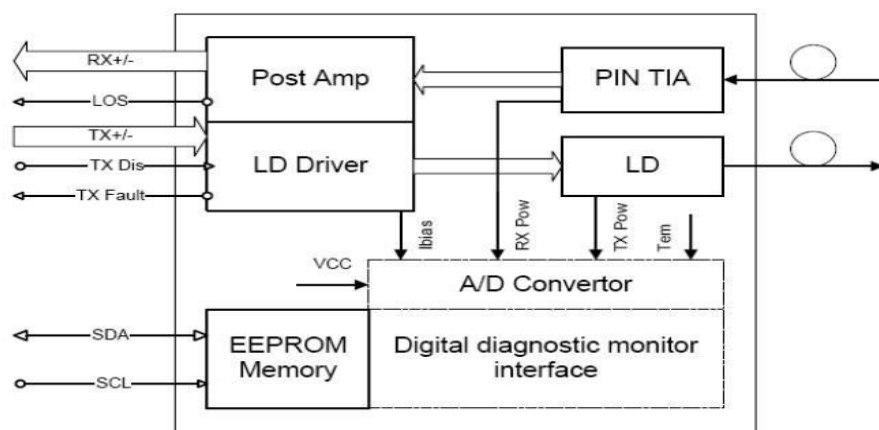 RX+/-
Post Amp
PIN TIA
LOS
TX+/-
TX Dis
LD Driver
LD
TX Fault
Ibias
RX Pow
TX Pow
Tem
VCC
A/D Convertor
SDA
EEPROM
Memory
Digital diagnostic monitor
interface
SCL